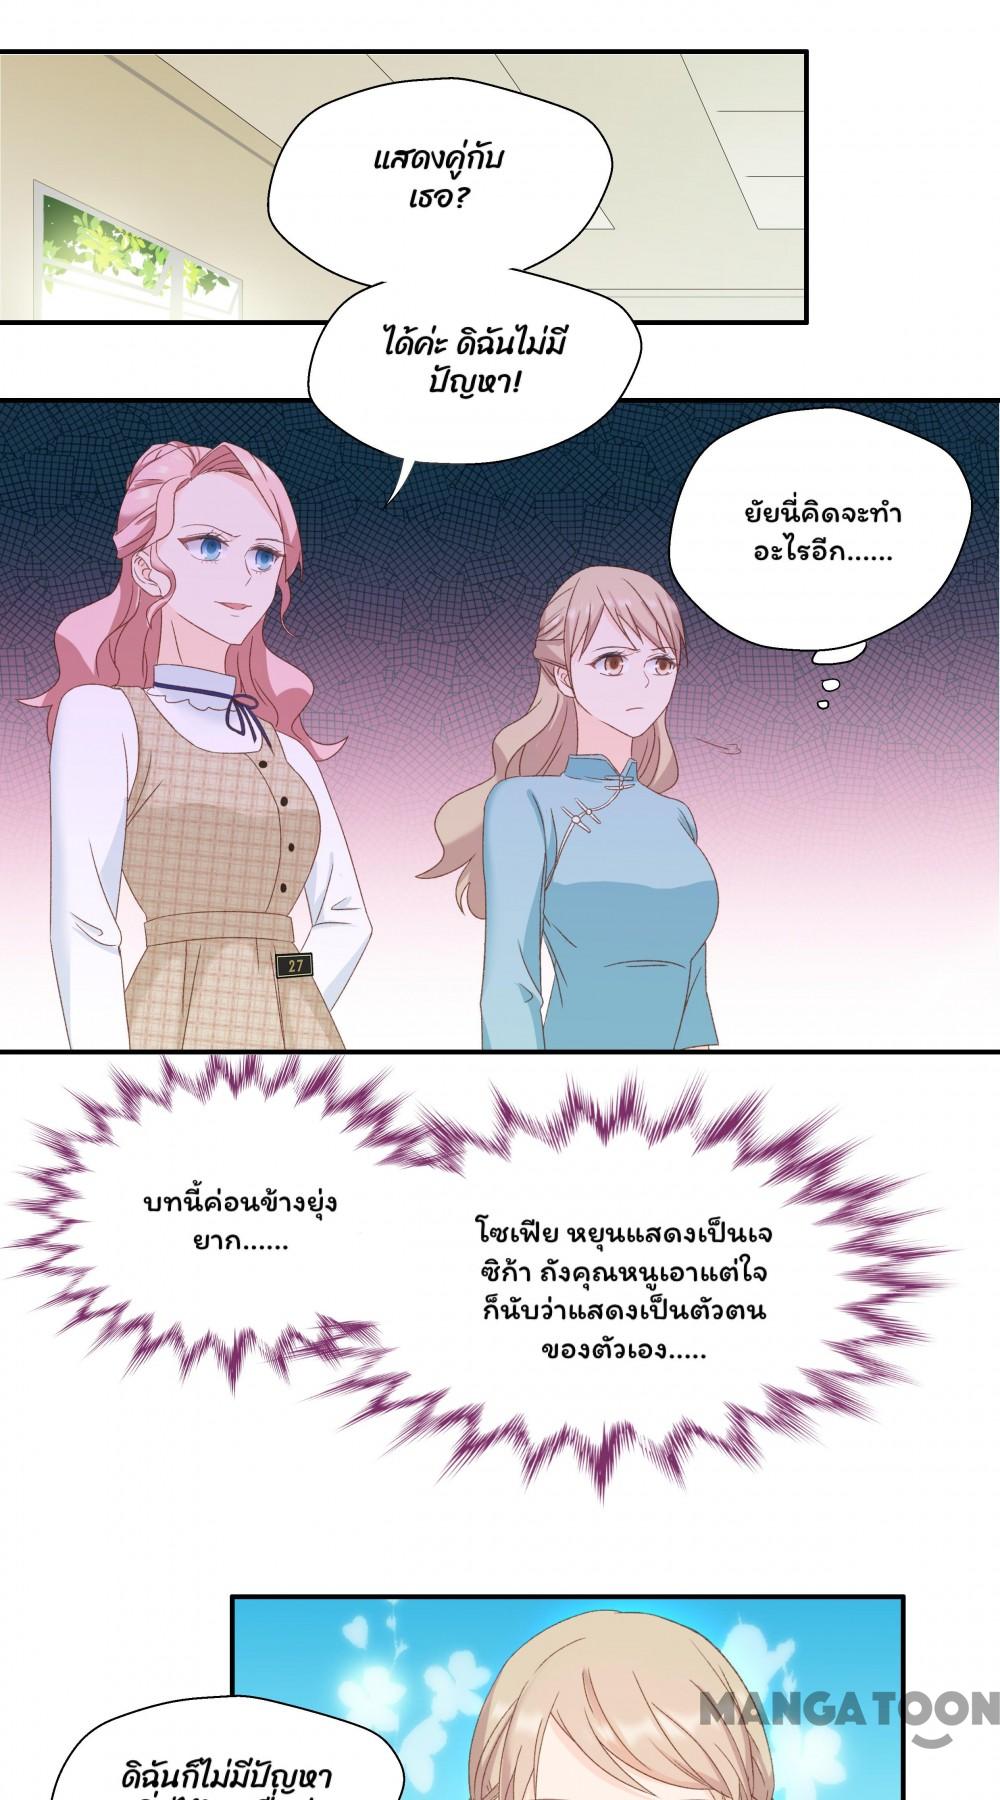 แสดงคู่กับ
เธอ?
ได้ค่ะ ดิฉันไม่มี
ปัญหา!
ยัยนี่คิดจะทำ
อะไรอีก......
27
บทนี้ค่อนข้างยุ่ง
ยาก......
โซเฟีย หยุนแสดงเป็นเจ
ซิก้า ถังคุณหนูเอาแต่ใจ
ก็นับว่าแสดงเป็นตัวตน
ของตัวเอง.....
MANGATOON
ดิฉันก็ไม่มีปัญหา